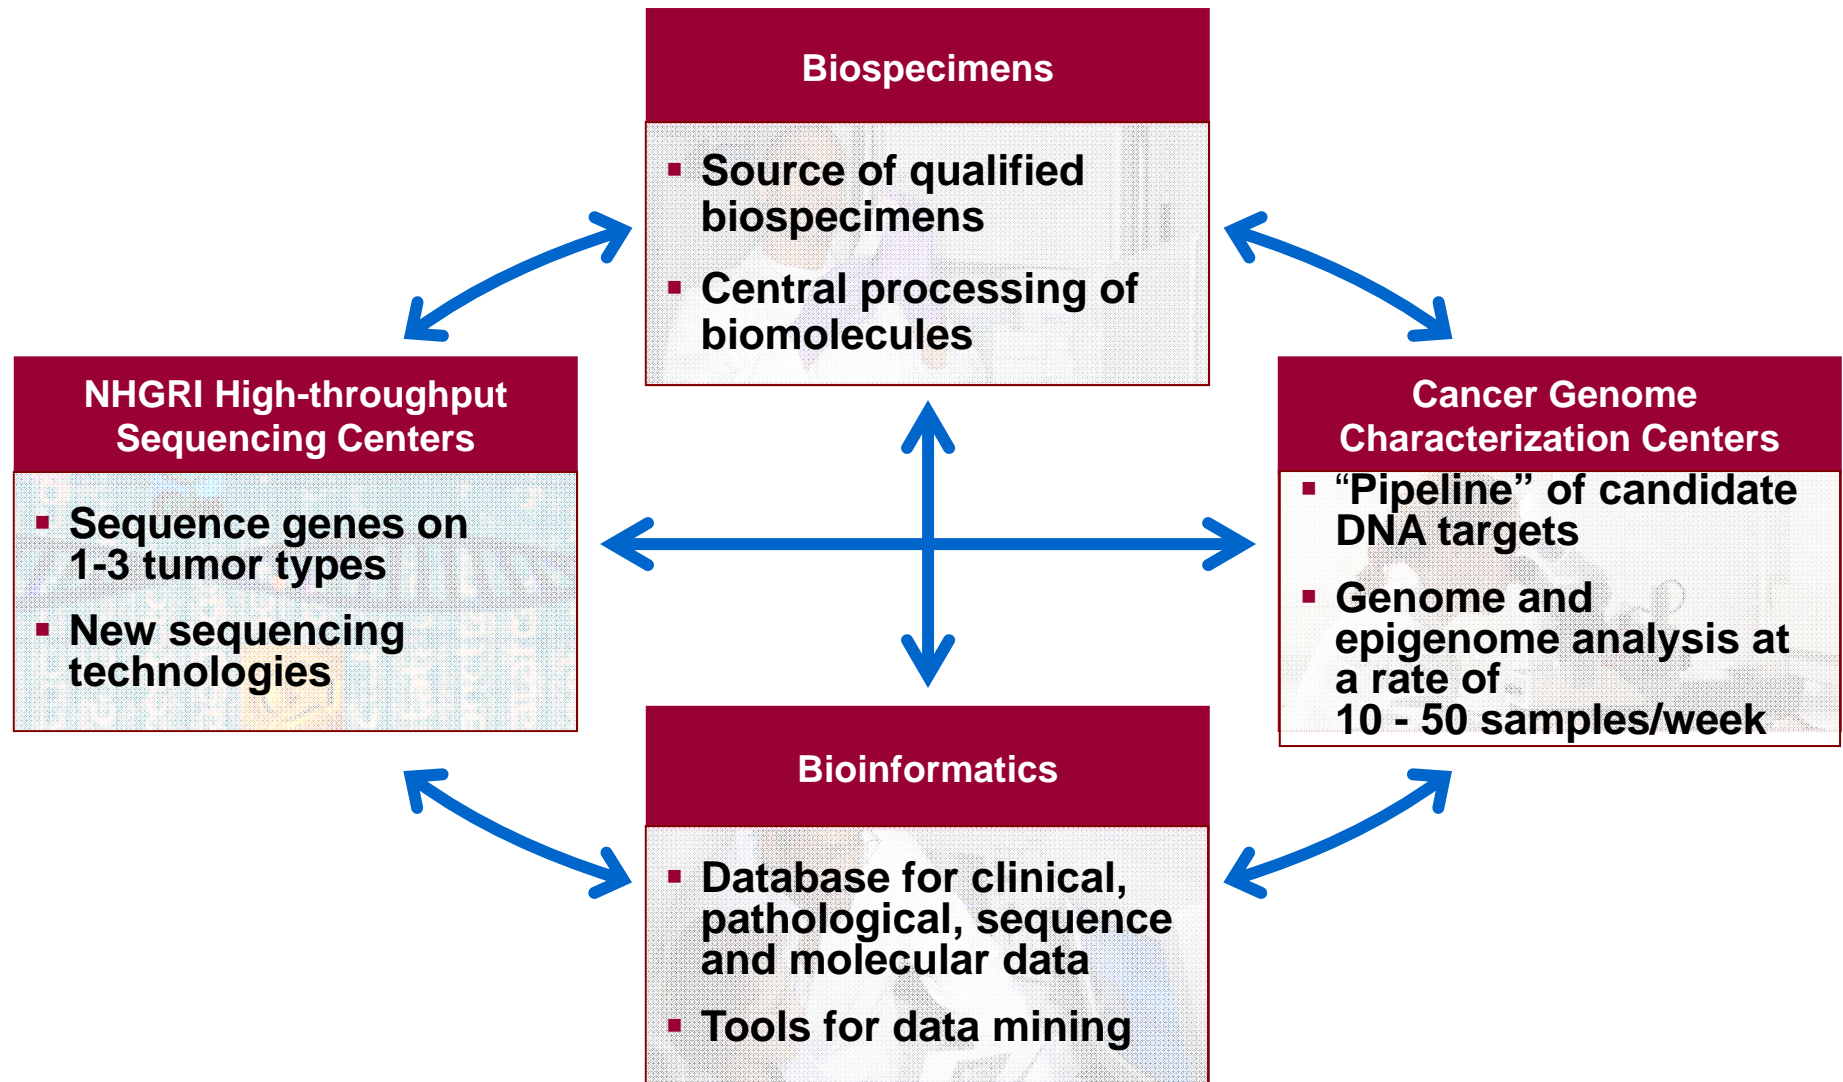 Biospecimens
▪ Source of qualified
biospecimens
▪ Central processing of
biomolecules
NHGRI High-throughput
Sequencing Centers
▪ Sequence genes on
1-3 tumor types
▪ New sequencing
technologies
Cancer Genome
Characterization Centers
▪ “Pipeline” of candidate
DNA targets
▪ Genome and
epigenome analysis at
a rate of
10 - 50 samples/week
Bioinformatics
▪ Database for clinical,
pathological, sequence
and molecular data
▪ Tools for data mining